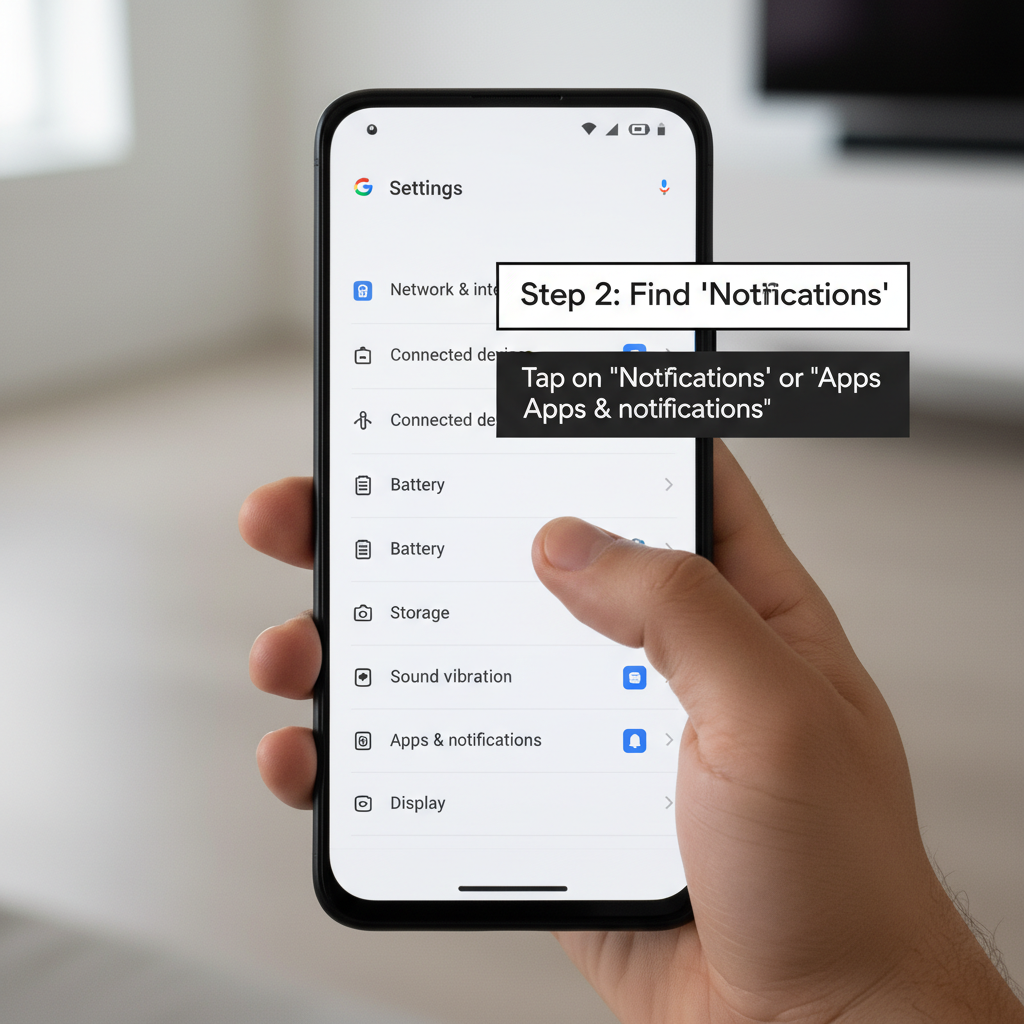 Settings
Network & inte
Step 2: Find 'Notifications'
Connected devices
Tap on "Notfications' or "Apps
Apps & notifications"
Connected de
Battery
Battery
Storage
Sound vibration
Apps & notifications
Display